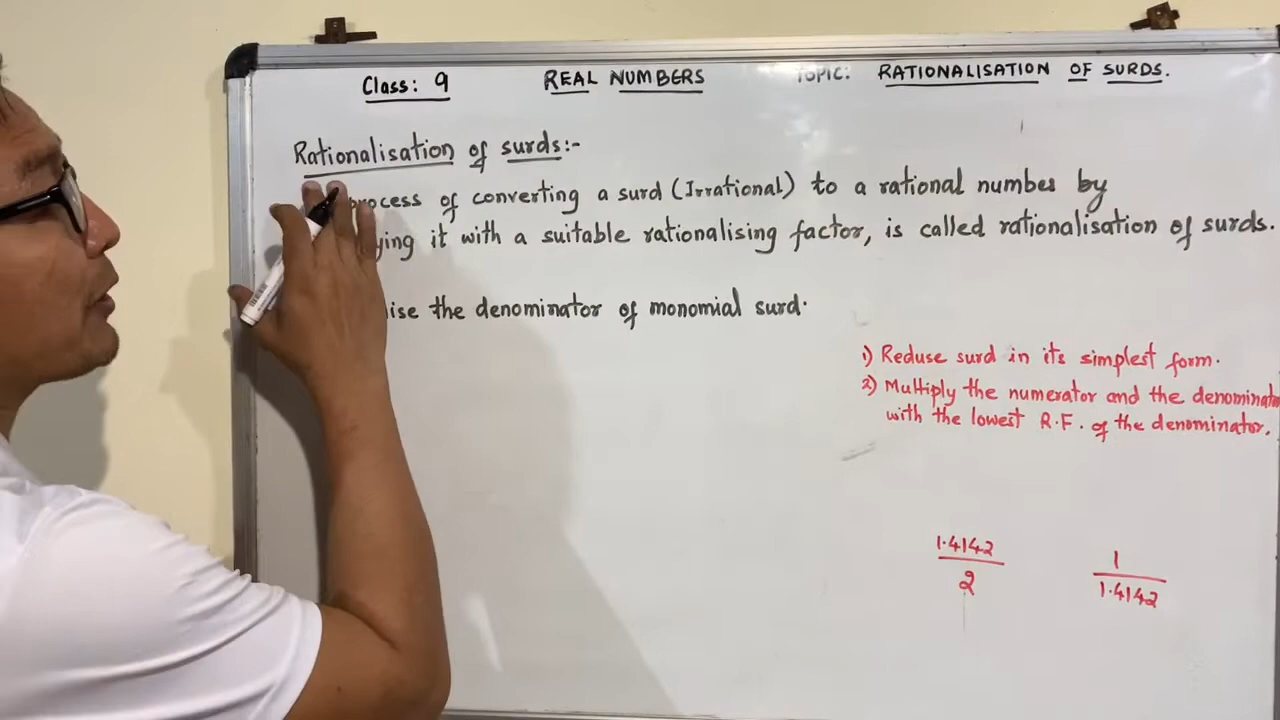 Class: 9 REAL NUMBERS TOPIC: RATIONALISATION OF SURDS.
Rationalisation of surds:-
process of converting a surd (Irrational) to a rational number by
ying it with a suitable rationalising factor, is called rationalisation of surds.
ise the denominator of monomial surd.
1) Reduse surd in its simplest form.
2) Multiply the numerator and the denominator
with the lowest R.F. of the denominator.
1.4142
2
1
1.4142